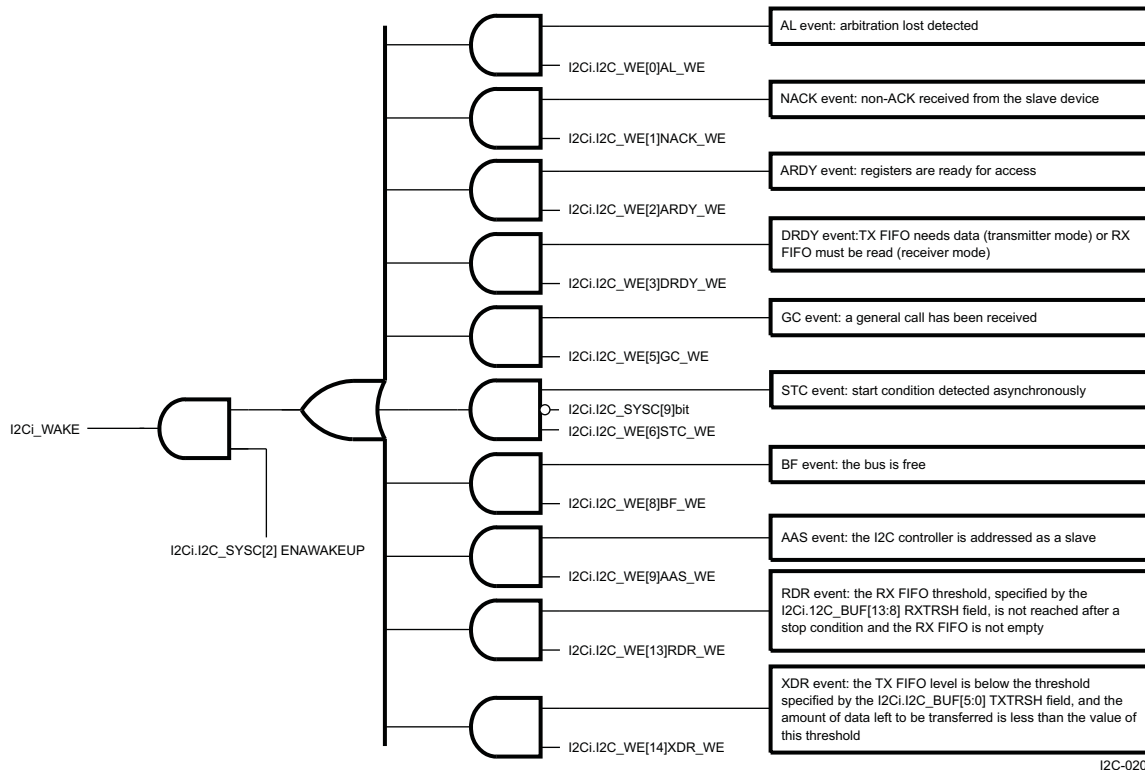 AL event: arbitration lost detected
I2Ci.I2C_WE[0]AL_WE
NACK event: non-ACK received from the slave device
I2Ci.I2C_WE[1]NACK_WE
ARDY event: registers are ready for access
I2Ci.I2C_WE[2]ARDY_WE
DRDY event:TX FIFO needs data (transmitter mode) or RX
FIFO must be read (receiver mode)
I2Ci.I2C_WE[3]DRDY_WE
GC event: a general call has been received
I2Ci.I2C_WE[5]GC_WE
STC event: start condition detected asynchronously
I2Ci.I2C_SYSC[9]bit
I2Ci.I2C_WE[6]STC_WE
I2Ci_WAKE
BF event: the bus is free
I2Ci.I2C_WE[8]BF_WE
AAS event: the I2C controller is addressed as a slave
I2Ci.I2C_SYSC[2] ENAWAKEUP
I2Ci.I2C_WE[9]AAS_WE
RDR event: the RX FIFO threshold, specified by the
I2Ci.12C_BUF[13:8] RXTRSH field, is not reached after a
stop condition and the RX FIFO is not empty
I2Ci.I2C_WE[13]RDR_WE
XDR event: the TX FIFO level is below the threshold
specified by the I2Ci.I2C_BUF[5:0] TXTRSH field, and the
amount of data left to be transferred is less than the value of
this threshold
I2Ci.I2C_WE[14]XDR_WE
I2C-020